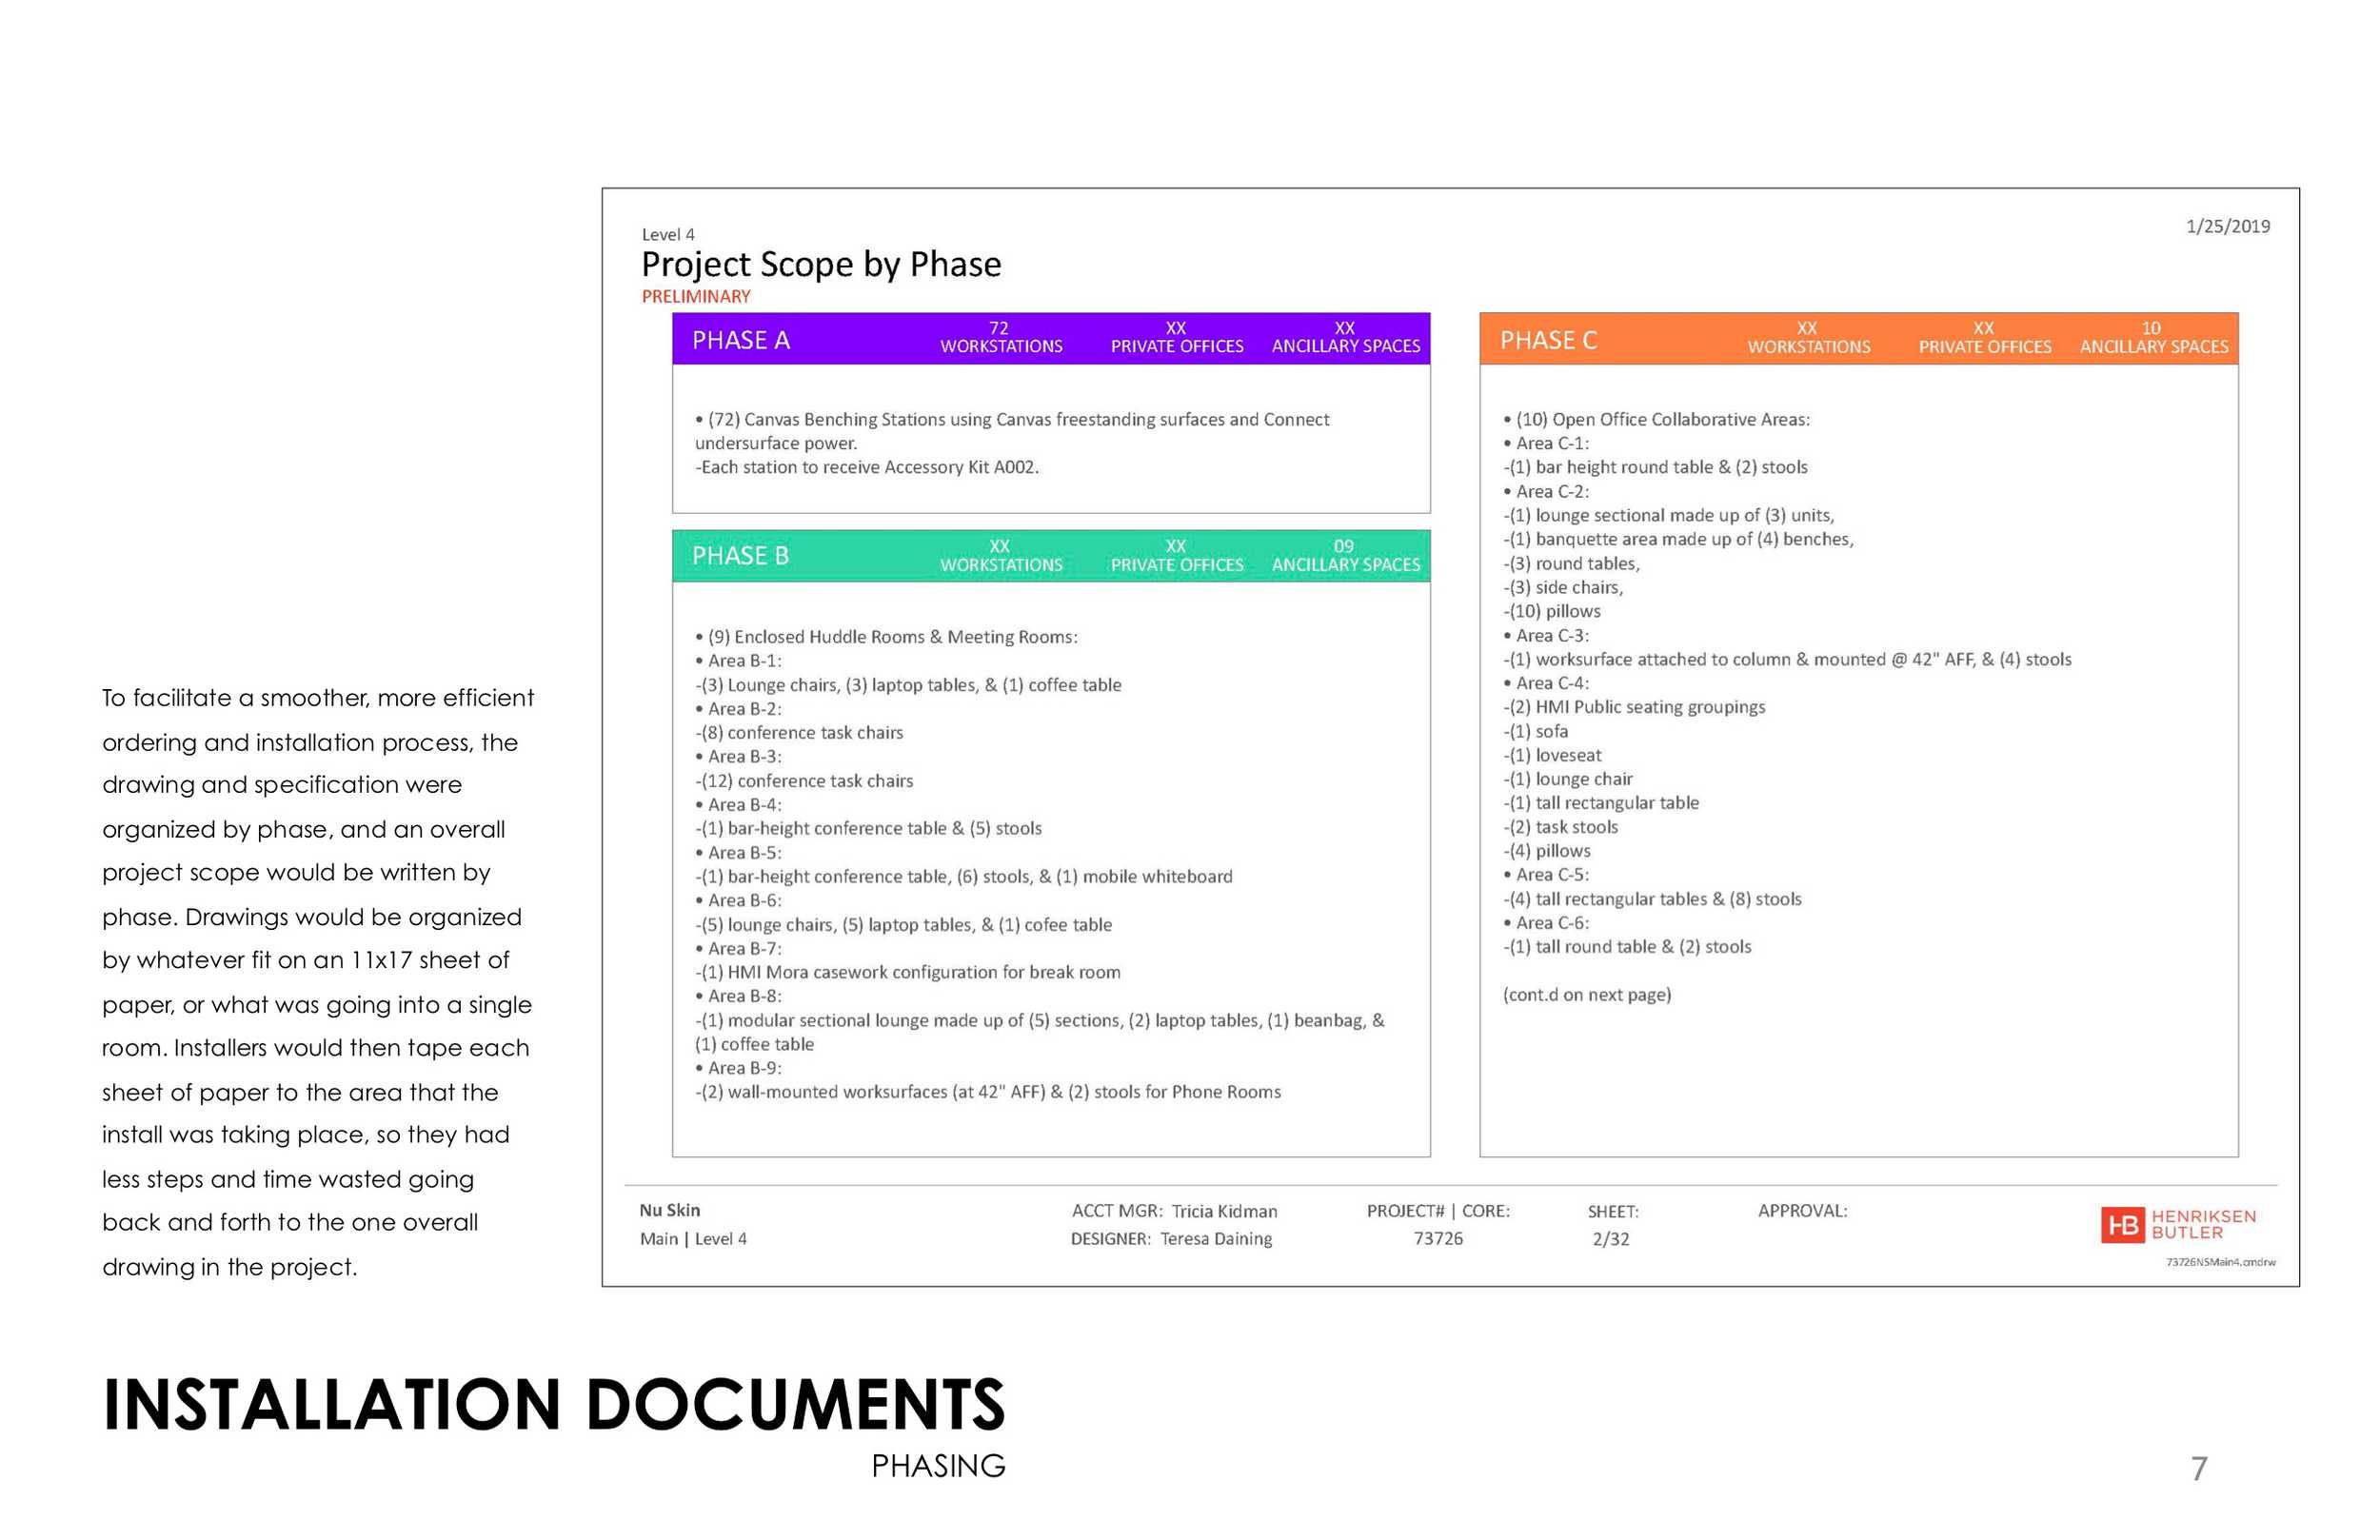 Level 4
Project Scope by Phase
PRELIMINARY
1/25/2019
PHASE A
72
WORKSTATIONS
XX
PRIVATE OFFICES
XX
ANCILLARY SPACES
• (72) Canvas Benching Stations using Canvas freestanding surfaces and Connect
undersurface power.
-Each station to receive Accessory Kit A002.
PHASE B
XX
WORKSTATIONS
XX
PRIVATE OFFICES
09
ANCILLARY SPACES
• (9) Enclosed Huddle Rooms & Meeting Rooms:
• Area B-1:
-(3) Lounge chairs, (3) laptop tables, & (1) coffee table
• Area B-2:
-(8) conference task chairs
• Area B-3:
-(12) conference task chairs
• Area B-4:
-(1) bar-height conference table & (5) stools
• Area B-5:
-(1) bar-height conference table, (6) stools, & (1) mobile whiteboard
• Area B-6:
-(5) lounge chairs, (5) laptop tables, & (1) cofee table
• Area B-7:
-(1) HMI Mora casework configuration for break room
• Area B-8:
-(1) modular sectional lounge made up of (5) sections, (2) laptop tables, (1) beanbag, &
(1) coffee table
• Area B-9:
-(2) wall-mounted worksurfaces (at 42" AFF) & (2) stools for Phone Rooms
PHASE C
XX
WORKSTATIONS
XX
PRIVATE OFFICES
10
ANCILLARY SPACES
• (10) Open Office Collaborative Areas:
• Area C-1:
-(1) bar height round table & (2) stools
• Area C-2:
-(1) lounge sectional made up of (3) units,
-(1) banquette area made up of (4) benches,
-(3) round tables,
-(3) side chairs,
-(10) pillows
• Area C-3:
-(1) worksurface attached to column & mounted @ 42" AFF, & (4) stools
• Area C-4:
-(2) HMI Public seating groupings
-(1) sofa
-(1) loveseat
-(1) lounge chair
-(1) tall rectangular table
-(2) task stools
-(4) pillows
• Area C-5:
-(4) tall rectangular tables & (8) stools
• Area C-6:
-(1) tall round table & (2) stools
(cont.d on next page)
Nu Skin
Main | Level 4
ACCT MGR: Tricia Kidman
DESIGNER: Teresa Daining
PROJECT# | CORE:
73726
SHEET:
2/32
APPROVAL:
HB
HENRIKSEN
BUTLER
73726NSMain4.cmdrw
To facilitate a smoother, more efficient
ordering and installation process, the
drawing and specification were
organized by phase, and an overall
project scope would be written by
phase. Drawings would be organized
by whatever fit on an 11x17 sheet of
paper, or what was going into a single
room. Installers would then tape each
sheet of paper to the area that the
install was taking place, so they had
less steps and time wasted going
back and forth to the one overall
drawing in the project.
INSTALLATION DOCUMENTS
PHASING
7